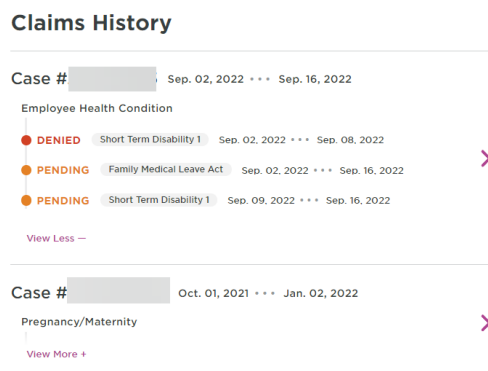 Claims History
Case # Sep. 02, 2022 ••• Sep. 16, 2022
Employee Health Condition
DENIED Short Term Disability 1 Sep. 02, 2022 ••• Sep. 08, 2022
PENDING Family Medical Leave Act Sep. 02, 2022 ••• Sep. 16, 2022
PENDING Short Term Disability 1 Sep. 09, 2022 ••• Sep. 16, 2022
View Less —
Case # Oct. 01, 2021 ••• Jan. 02, 2022
Pregnancy/Maternity
View More +